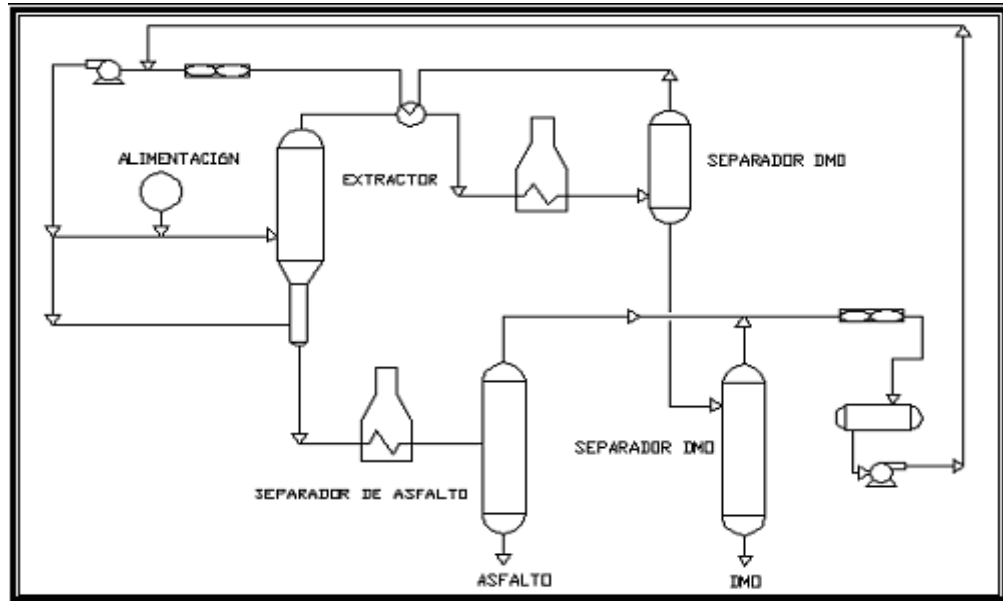 ALIMENTACIÓN
EXTRACTOR
SEPARADOR DMO
SEPARADOR DMO
SEPARADOR DE ASFALTO
ASFALTO
DMO